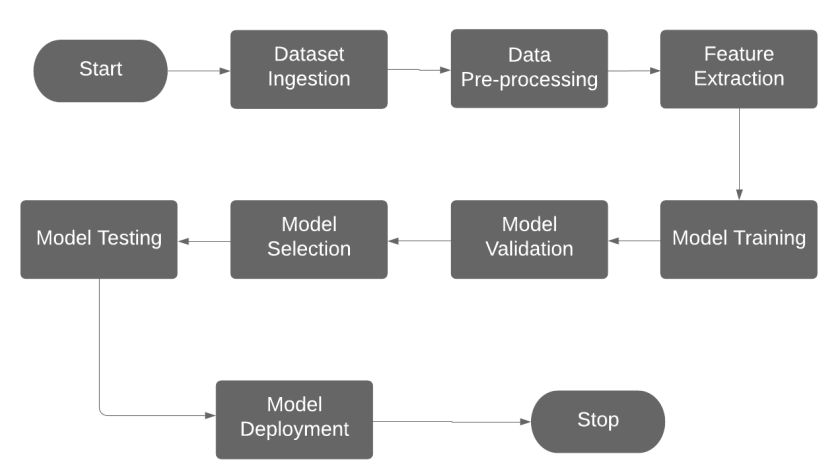 Start
Dataset
Ingestion
Data
Pre-processing
Feature
Extraction
Model Training
Model
Validation
Model
Selection
Model Testing
Model
Deployment
Stop